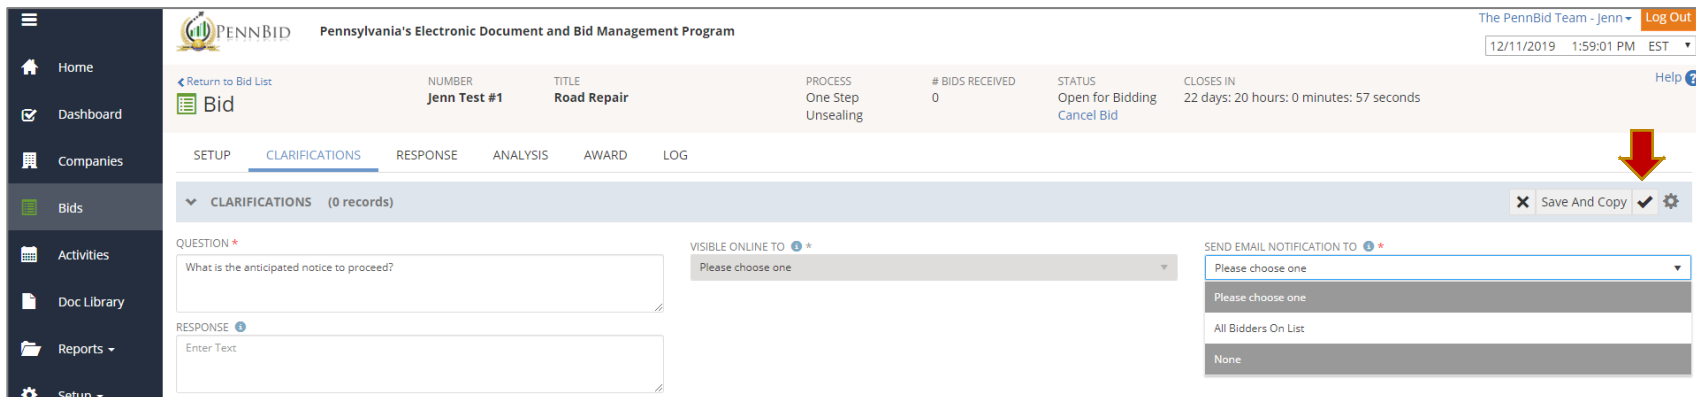 The PennBid Team - Jenn
Log Out
PENNBID
Pennsylvania's Electronic Document and Bid Management Program
12/11/2019 1:59:01 PM EST
Home
Dashboard
Companies
Bids
Activities
Doc Library
Reports
Setup
Return to Bid List
Bid
NUMBER
Jenn Test #1
TITLE
Road Repair
PROCESS
One Step
Unsealing
# BIDS RECEIVED
0
STATUS
Open for Bidding
Cancel Bid
CLOSES IN
22 days: 20 hours: 0 minutes: 57 seconds
Help ?
SETUP CLARIFICATIONS RESPONSE ANALYSIS AWARD LOG
CLARIFICATIONS (0 records)
Save And Copy
QUESTION *
What is the anticipated notice to proceed?
RESPONSE
Enter Text
VISIBLE ONLINE TO *
Please choose one
SEND EMAIL NOTIFICATION TO *
Please choose one
Please choose one
All Bidders On List
None